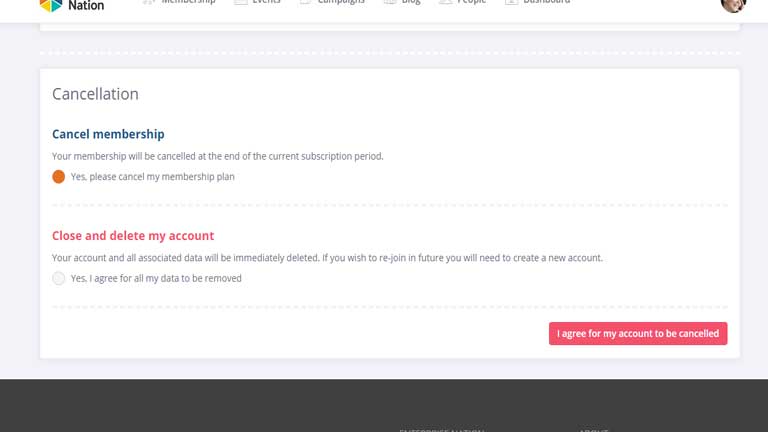 Nation
Membership
Events
Campaigns
Blog
People
Dashboard
Cancellation
Cancel membership
Your membership will be cancelled at the end of the current subscription period.
Yes, please cancel my membership plan
Close and delete my account
Your account and all associated data will be immediately deleted. If you wish to re-join in future you will need to create a new account.
Yes, I agree for all my data to be removed
I agree for my account to be cancelled
ENTERPRISE NATION
ABOUT